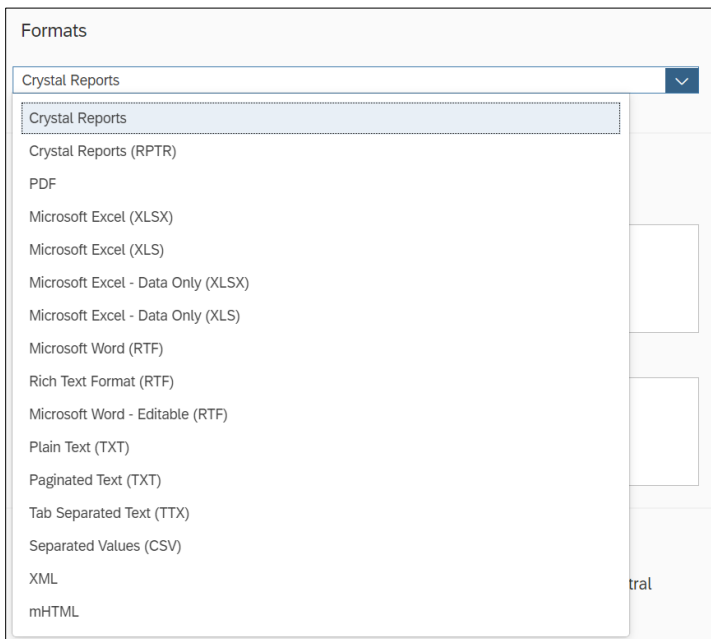 Formats
Crystal Reports
Crystal Reports
Crystal Reports (RPTR)
PDF
Microsoft Excel (XLSX)
Microsoft Excel (XLS)
Microsoft Excel - Data Only (XLSX)
Microsoft Excel - Data Only (XLS)
Microsoft Word (RTF)
Rich Text Format (RTF)
Microsoft Word - Editable (RTF)
Plain Text (TXT)
Paginated Text (TXT)
Tab Separated Text (TTX)
Separated Values (CSV)
XML
tral
mHTML